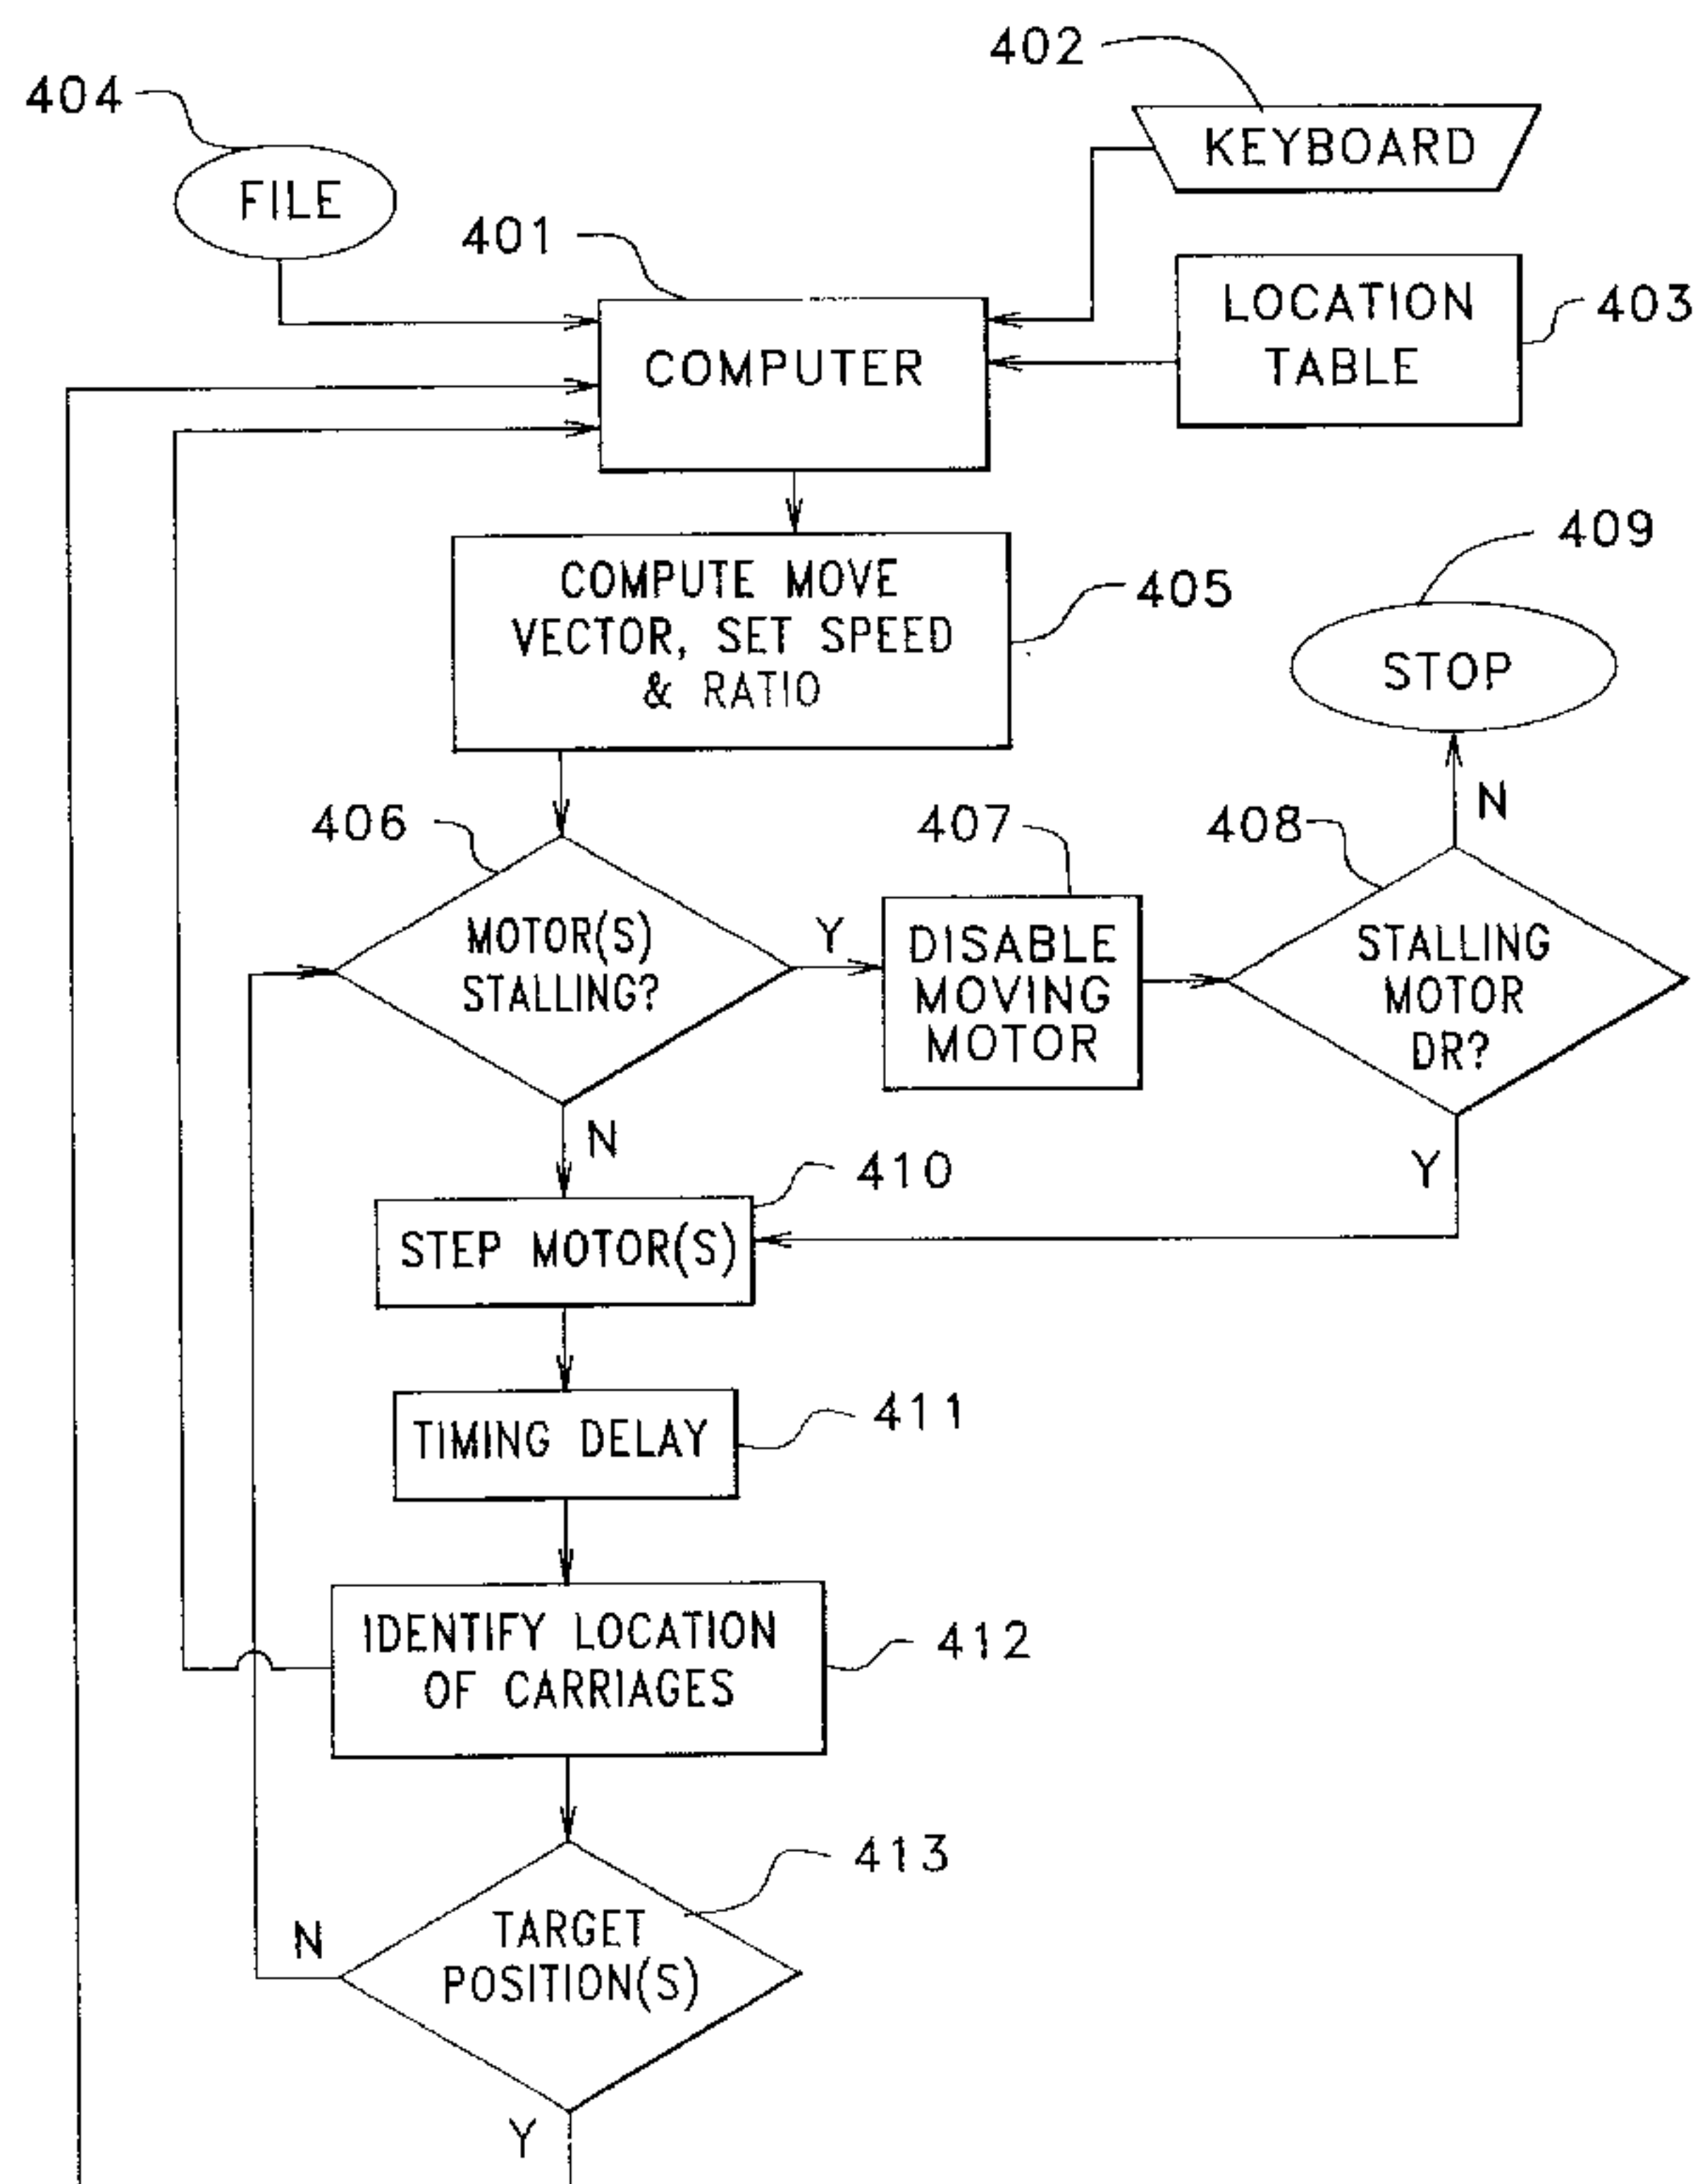 402
404
KEYBOARD
FILE
401
LOCATION
TABLE
403
COMPUTER
409
COMPUTE MOVE
VECTOR, SET SPEED
& RATIO
405
STOP
N
406
407
408
MOTOR(S)
STALLING?
Y
DISABLE
MOVING
MOTOR
STALLING
MOTOR
DR?
N
Y
410
STEP MOTOR(S)
TIMING DELAY
411
IDENTIFY LOCATION
OF CARRIAGES
412
413
N
TARGET
POSITION(S)
Y